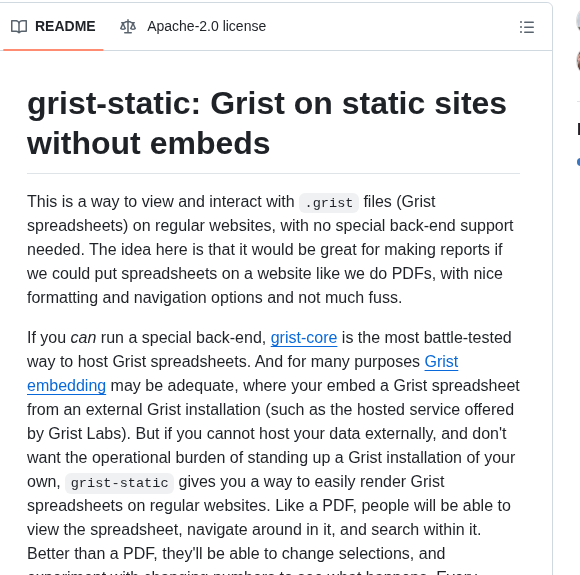 README
Apache-2.0 license
grist-static: Grist on static sites
without embeds
This is a way to view and interact with .grist files (Grist
spreadsheets) on regular websites, with no special back-end support
needed. The idea here is that it would be great for making reports if
we could put spreadsheets on a website like we do PDFs, with nice
formatting and navigation options and not much fuss.
If you can run a special back-end, grist-core is the most battle-tested
way to host Grist spreadsheets. And for many purposes Grist
embedding may be adequate, where your embed a Grist spreadsheet
from an external Grist installation (such as the hosted service offered
by Grist Labs). But if you cannot host your data externally, and don't
want the operational burden of standing up a Grist installation of your
own, grist-static gives you a way to easily render Grist
spreadsheets on regular websites. Like a PDF, people will be able to
view the spreadsheet, navigate around in it, and search within it.
Better than a PDF, they'll be able to change selections, and
experiment with changing numbers to see what happens. Every